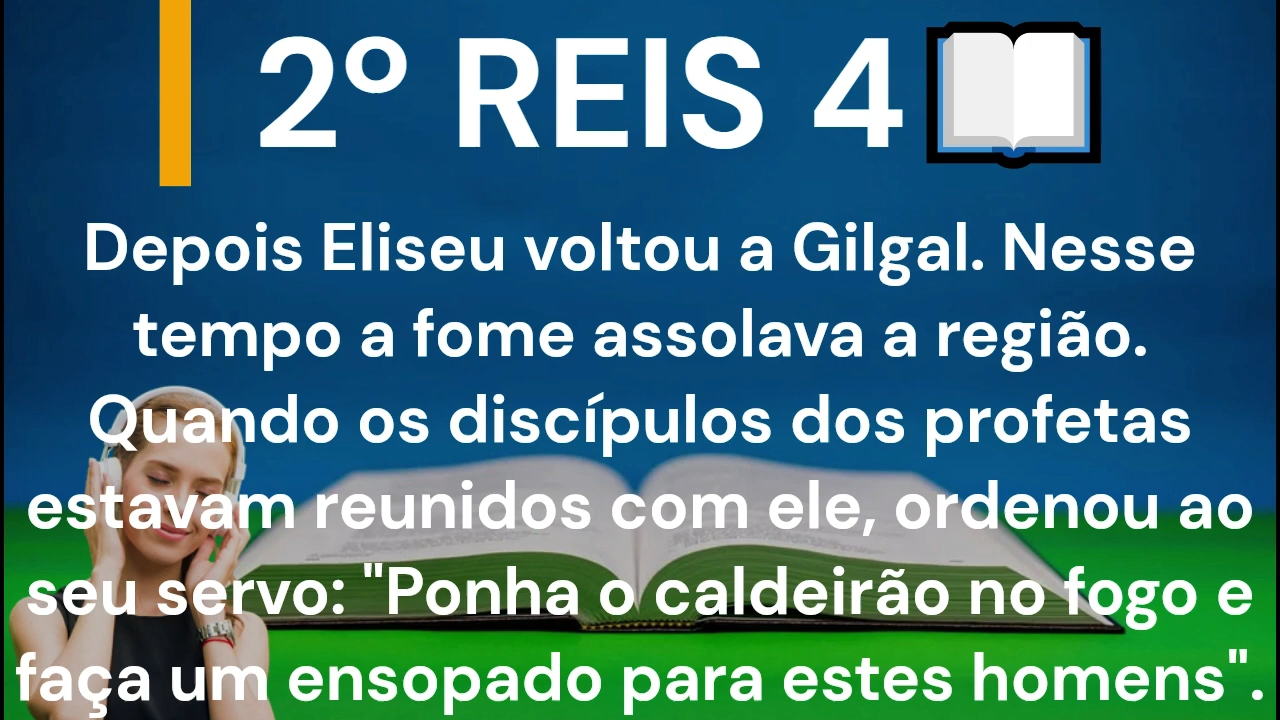 2º REIS 4
Depois Eliseu voltou a Gilgal. Nesse
tempo a fome assolava a região.
Quando os discípulos dos profetas
estavam reunidos com ele, ordenou ao
seu servo: "Ponha o caldeirão no fogo e
faça um ensopado para estes homens".